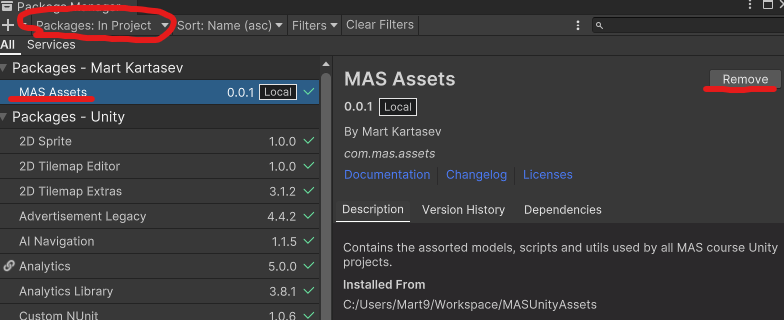 Package Manager
Packages: In Project Sort: Name (asc) Filters Clear Filters
All Services
Packages - Mart Kartasev
MAS Assets 0.0.1 Local
Packages - Unity
2D Sprite 1.0.0
2D Tilemap Editor 1.0.0
2D Tilemap Extras 3.1.2
Advertisement Legacy 4.4.2
AI Navigation 1.1.5
Analytics 5.0.0
Analytics Library 3.8.1
Custom NUnit 1.0.6
MAS Assets Remove
0.0.1 Local
By Mart Kartasev
com.mas.assets
Documentation Changelog Licenses
Description Version History Dependencies
Contains the assorted models, scripts and utils used by all MAS course Unity
projects.
Installed From
C:/Users/Mart9/Workspace/MASUnityAssets